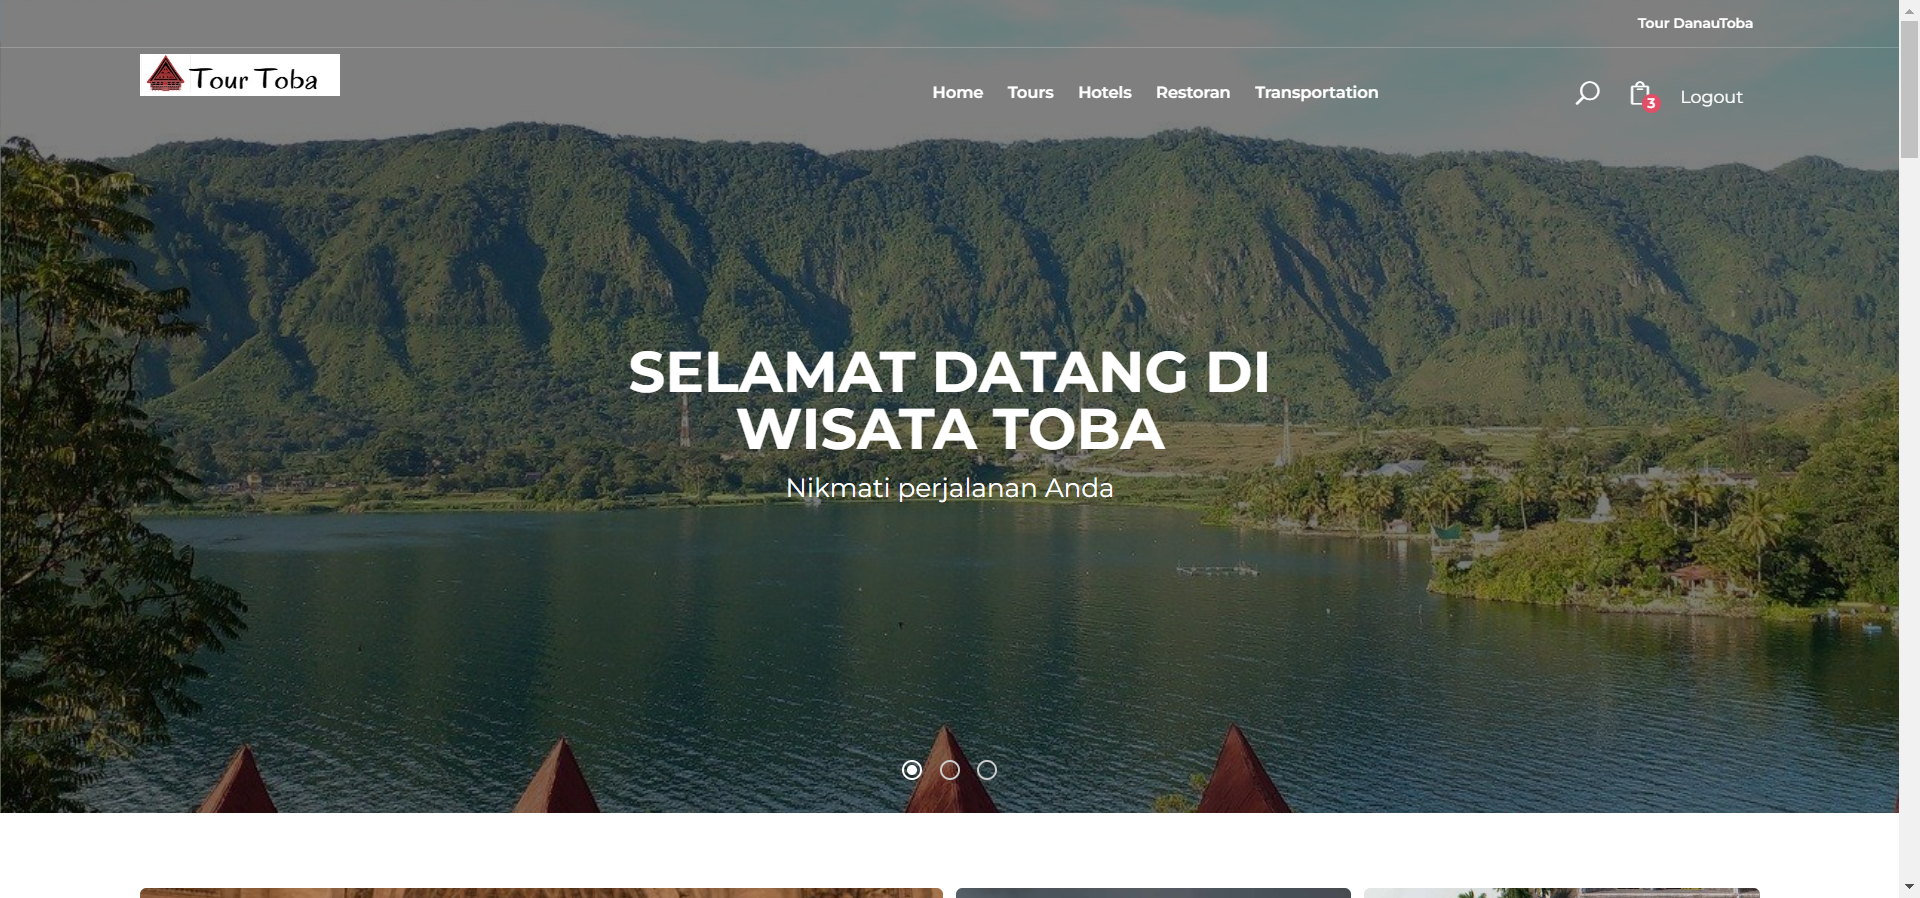 Tour DanauToba
Tour Toba
Home Tours Hotels Restoran Transportation
3
Logout
SELAMAT DATANG DI
WISATA TOBA
Nikmati perjalanan Anda